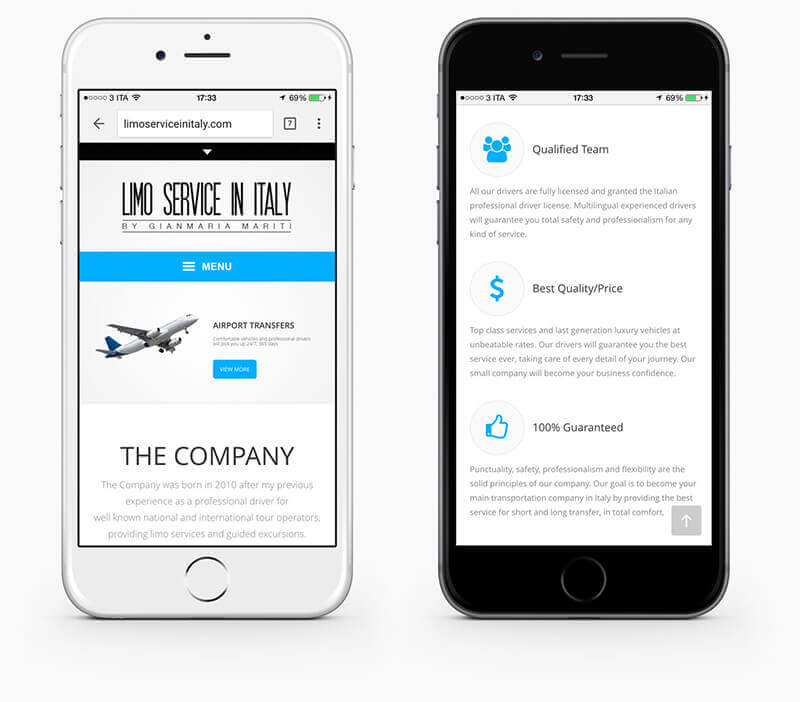 3 ITA 17:33 69%
limoserviceinitaly.com 7
LIMO SERVICE IN ITALY
BY GIANMARIA MARITI
MENU
AIRPORT TRANSFERS
Comfortable vehicles and professional drivers
will pick you up 24/7, 365 days
VIEW MORE
THE COMPANY
The Company was born in 2010 after my previous
experience as a professional driver for
well known national and international tour operators,
providing limo services and guided excursions.
3 ITA 17:33 69%
Qualified Team
All our drivers are fully licensed and granted the Italian
professional driver license. Multilingual experienced drivers
will guarantee you total safety and professionalism for any
kind of service.
Best Quality/Price
Top class services and last generation luxury vehicles at
unbeatable rates. Our drivers will guarantee you the best
service ever, taking care of every detail of your journey. Our
small company will become your business confidence.
100% Guaranteed
Punctuality, safety, professionalism and flexibility are the
solid principles of our company. Our goal is to become your
main transportation company in Italy by providing the best
service for short and long transfer, in total comfort.